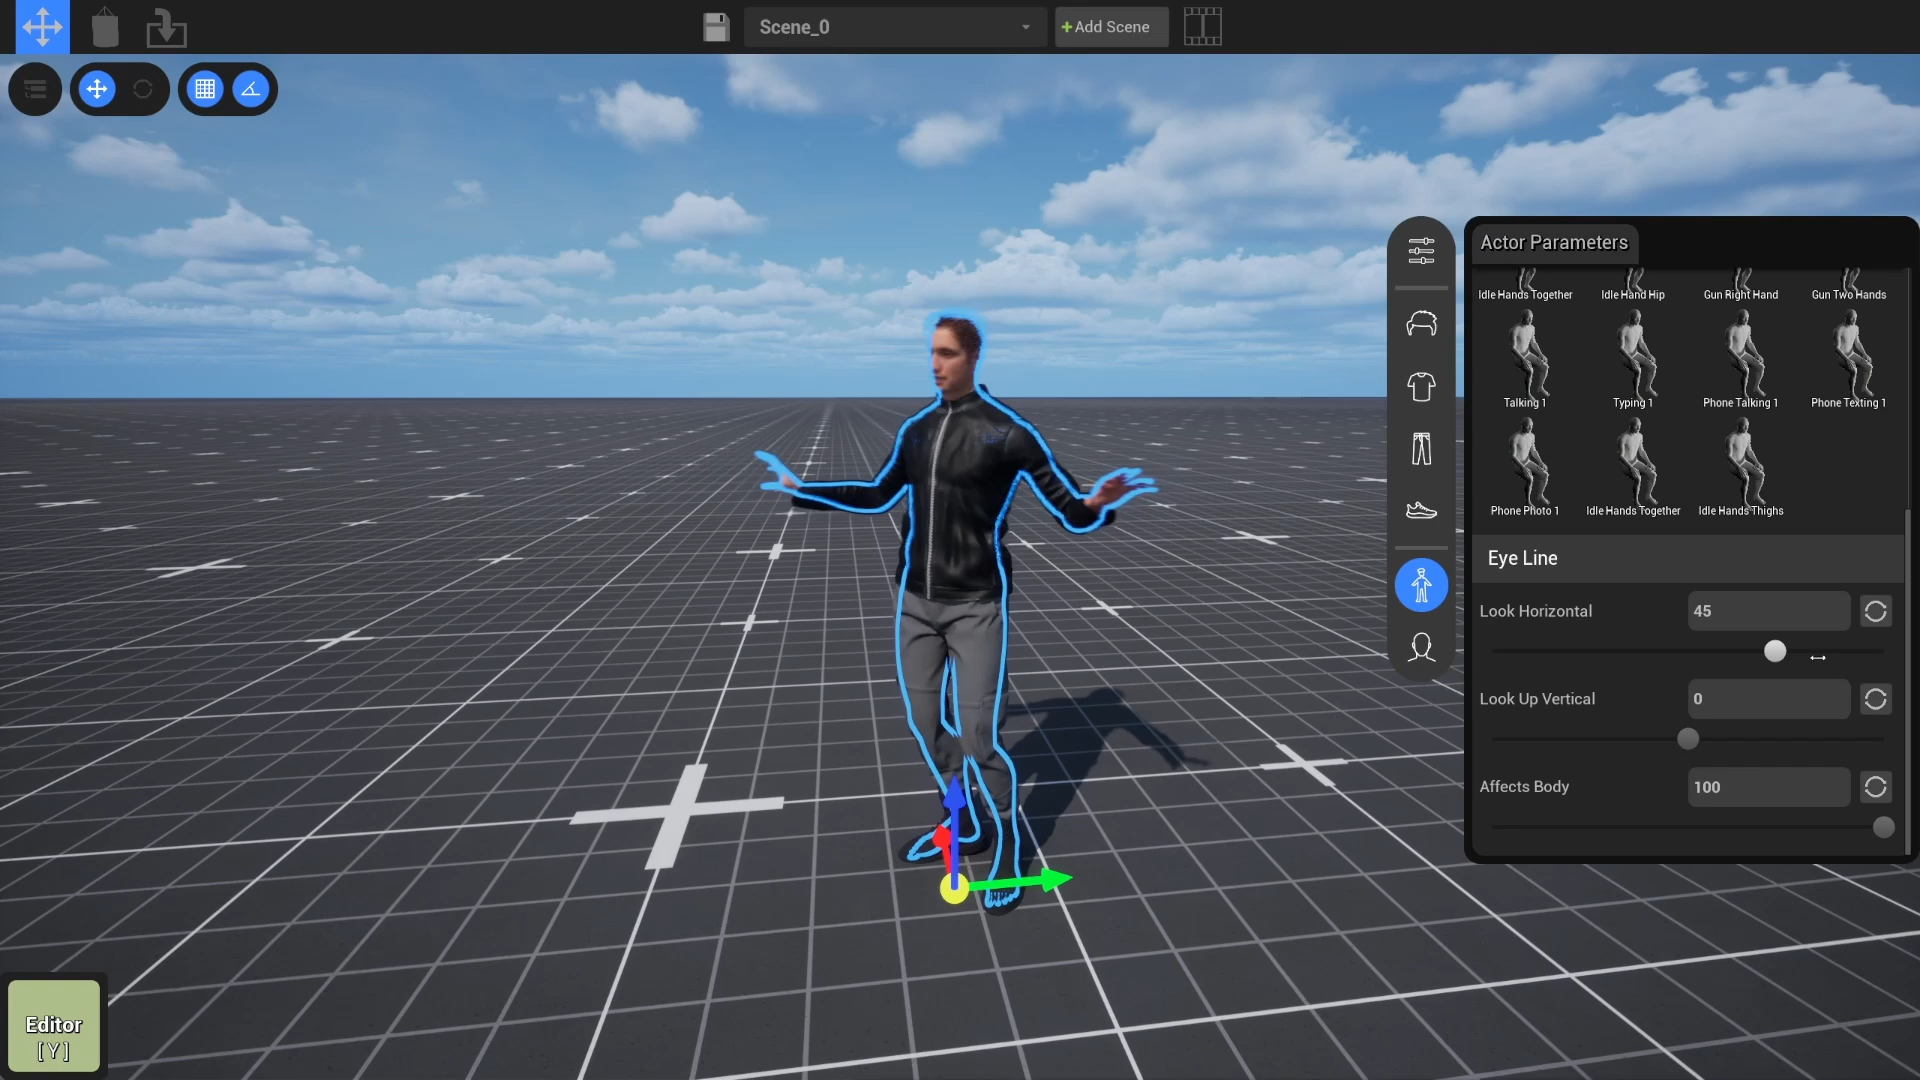 Scene_0
+Add Scene
Actor Parameters
Idle Hands Together
Idle Hand Hip
Gun Right Hand
Gun Two Hands
Talking 1
Typing 1
Phone Talking 1
Phone Texting 1
Phone Photo 1
Idle Hands Together
Idle Hands Thighs
Eye Line
Look Horizontal
45
Look Up Vertical
0
Affects Body
100
Editor
[Y]